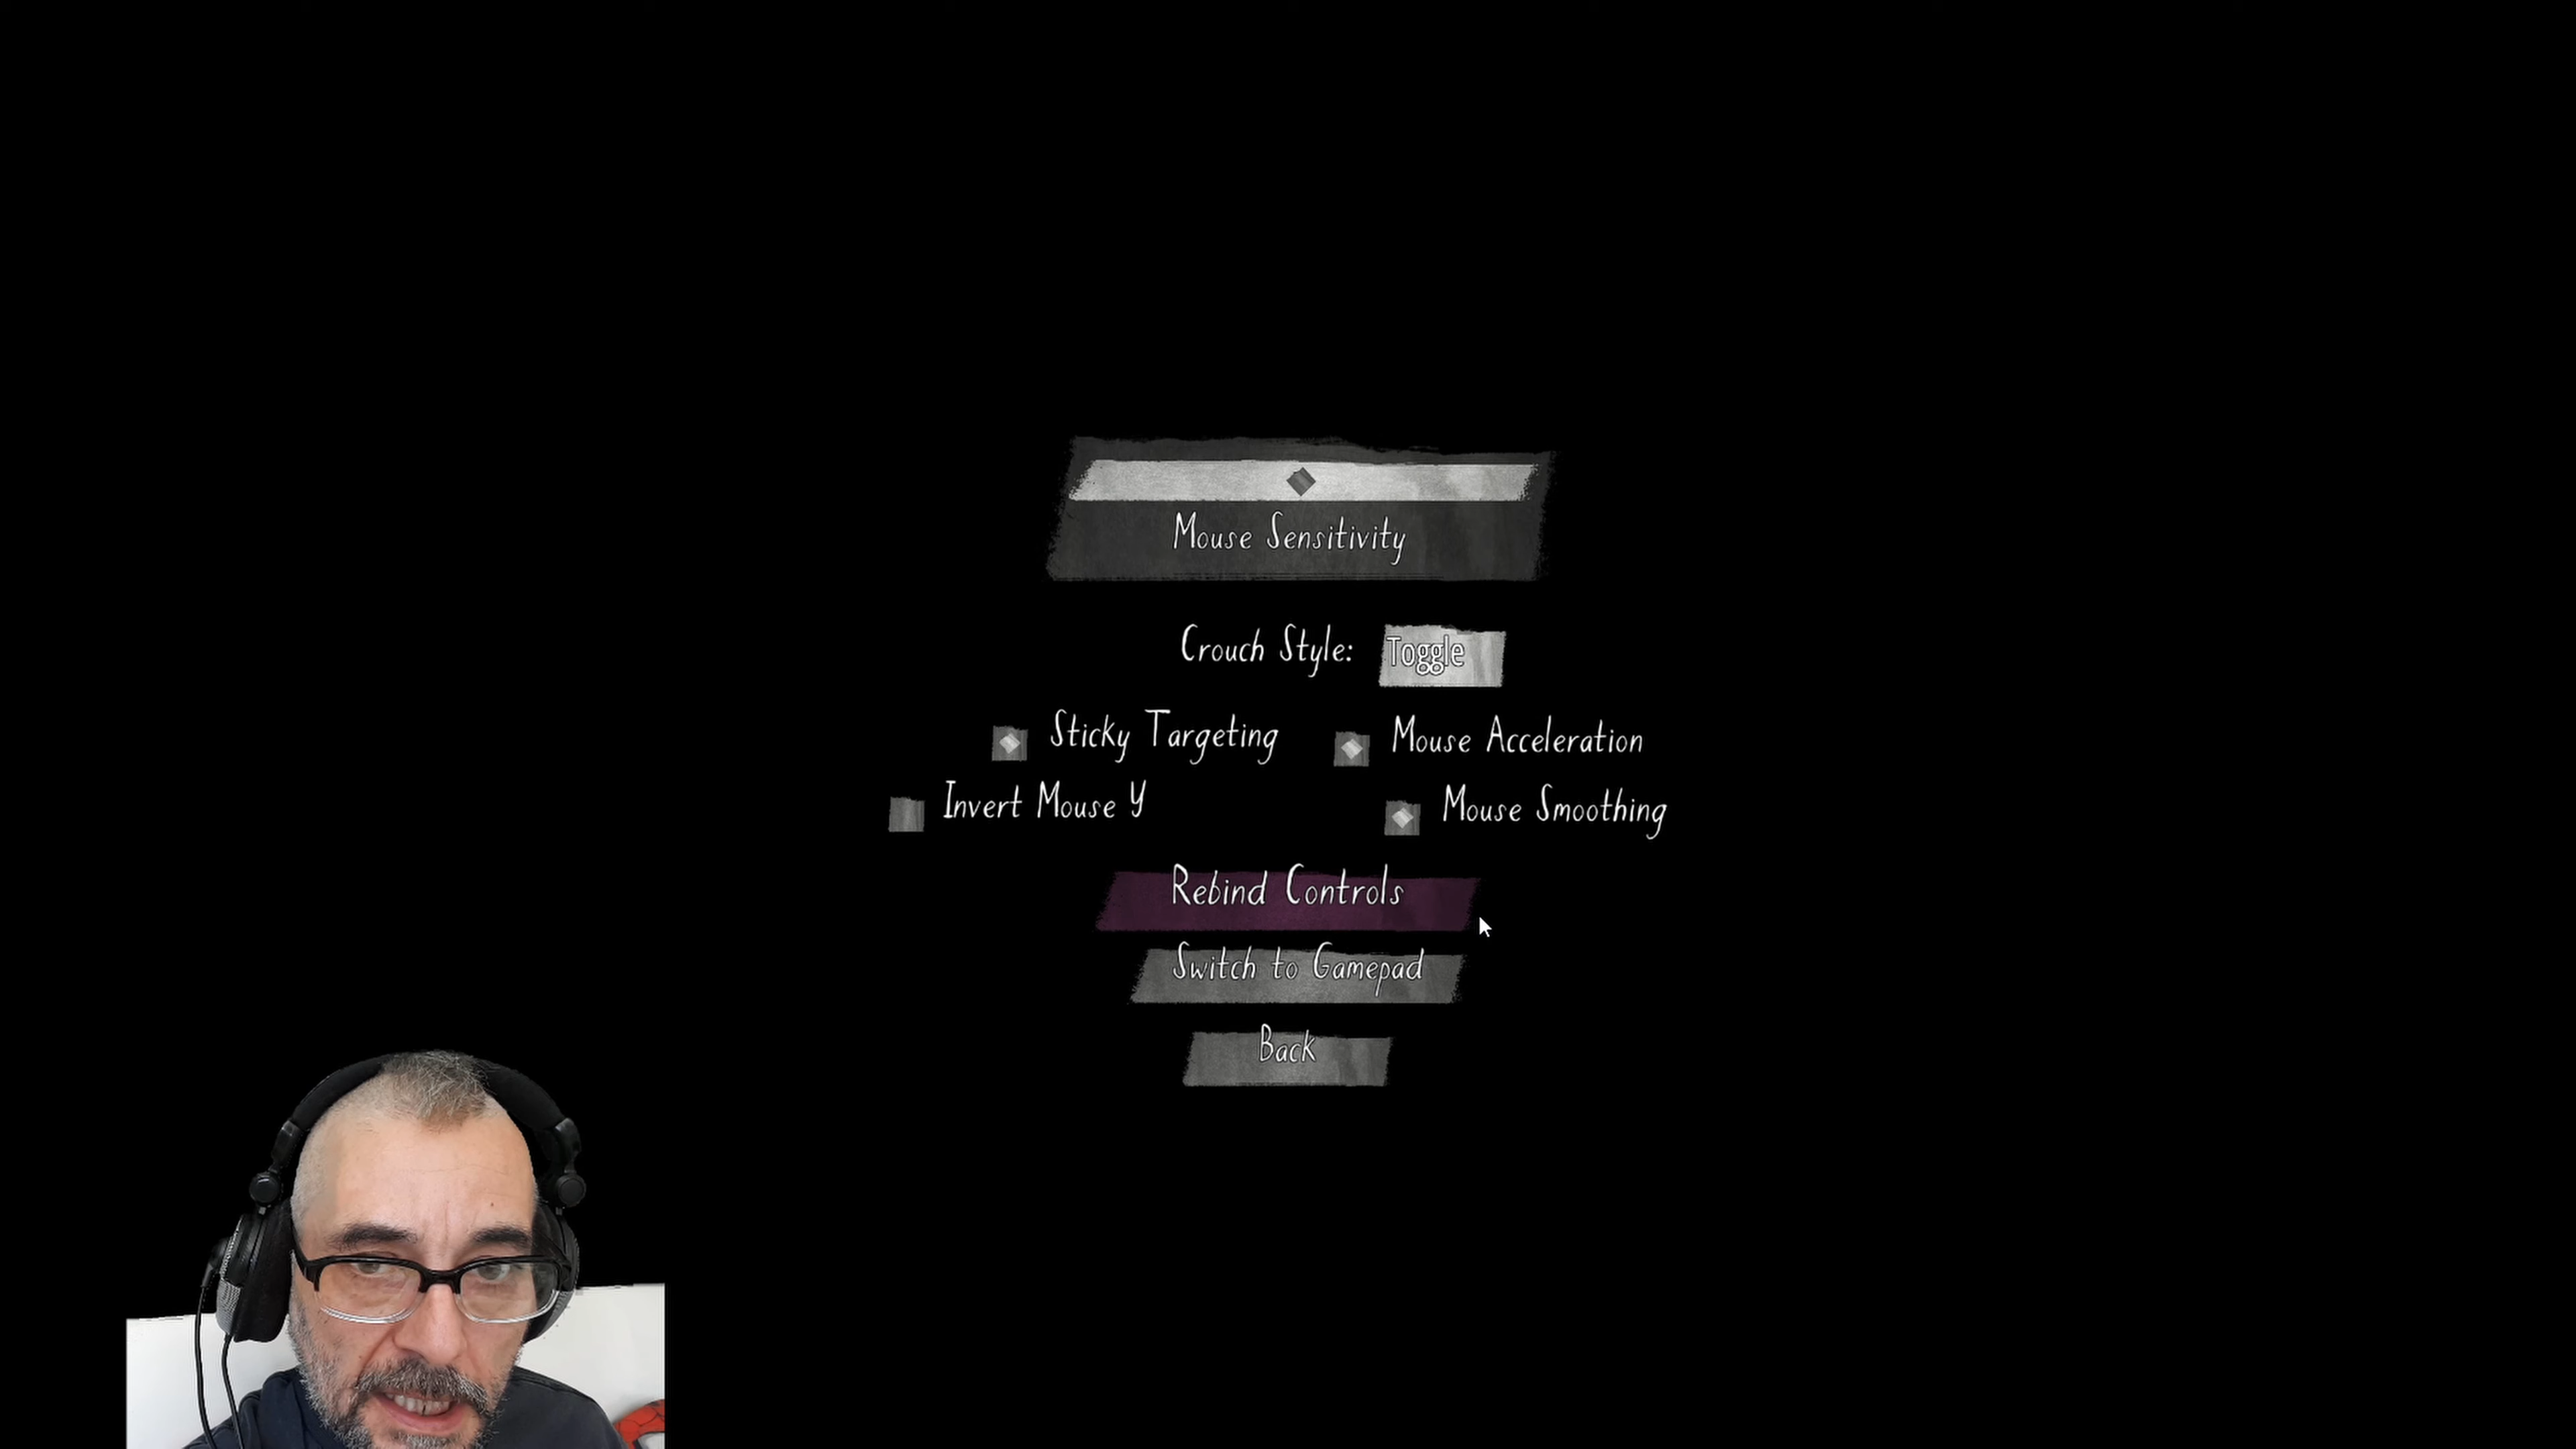 Mouse Sensitivity
Crouch Style: Toggle
Sticky Targeting Mouse Acceleration
Invert Mouse Y Mouse Smoothing
Rebind Controls
Switch to Gamepad
Back